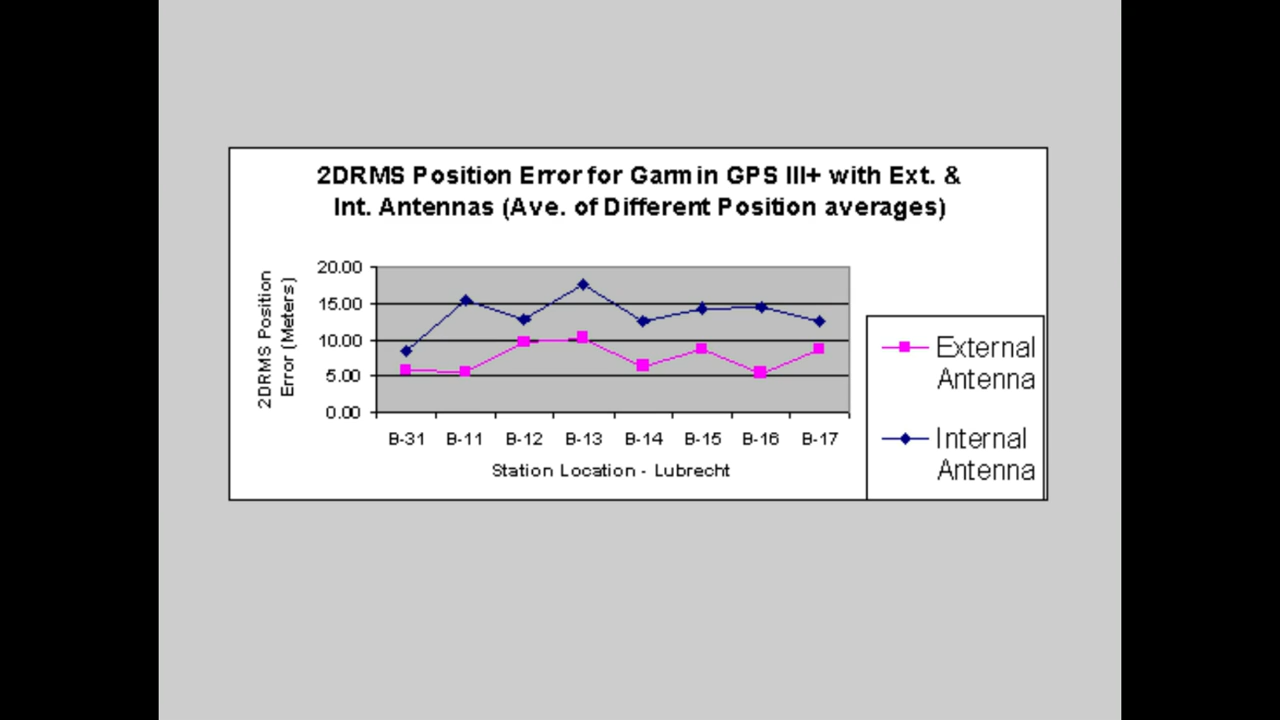 2DRMS Position Error for Garmin GPS III+ with Ext. &
Int. Antennas (Ave. of Different Position averages)
2DRMS Position
Error (Meters)
20.00
15.00
10.00
5.00
0.00
B-31 B-11 B-12 B-13 B-14 B-15 B-16 B-17
Station Location - Lubrecht
External
Antenna
Internal
Antenna